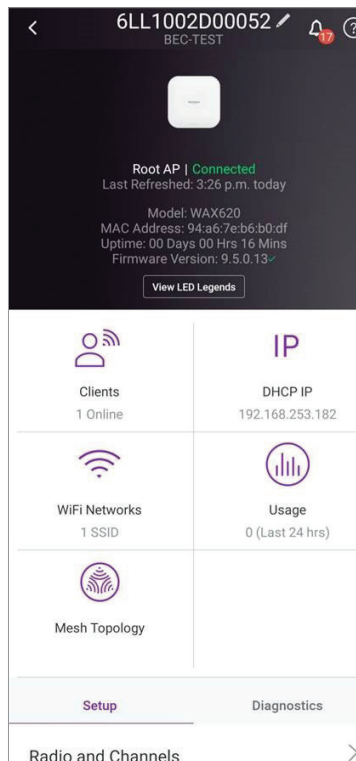 6LL1002D00052
BEC-TEST
17
?
Root AP | Connected
Last Refreshed: 3:26 p.m. today
Model: WAX620
MAC Address: 94:a6:7e:b6:b0:df
Uptime: 00 Days 00 Hrs 16 Mins
Firmware Version: 9.5.0.13
View LED Legends
Clients
1 Online
IP
DHCP IP
192.168.253.182
WiFi Networks
1 SSID
Usage
0 (Last 24 hrs)
Mesh Topology
Setup
Diagnostics
Radio and Channels